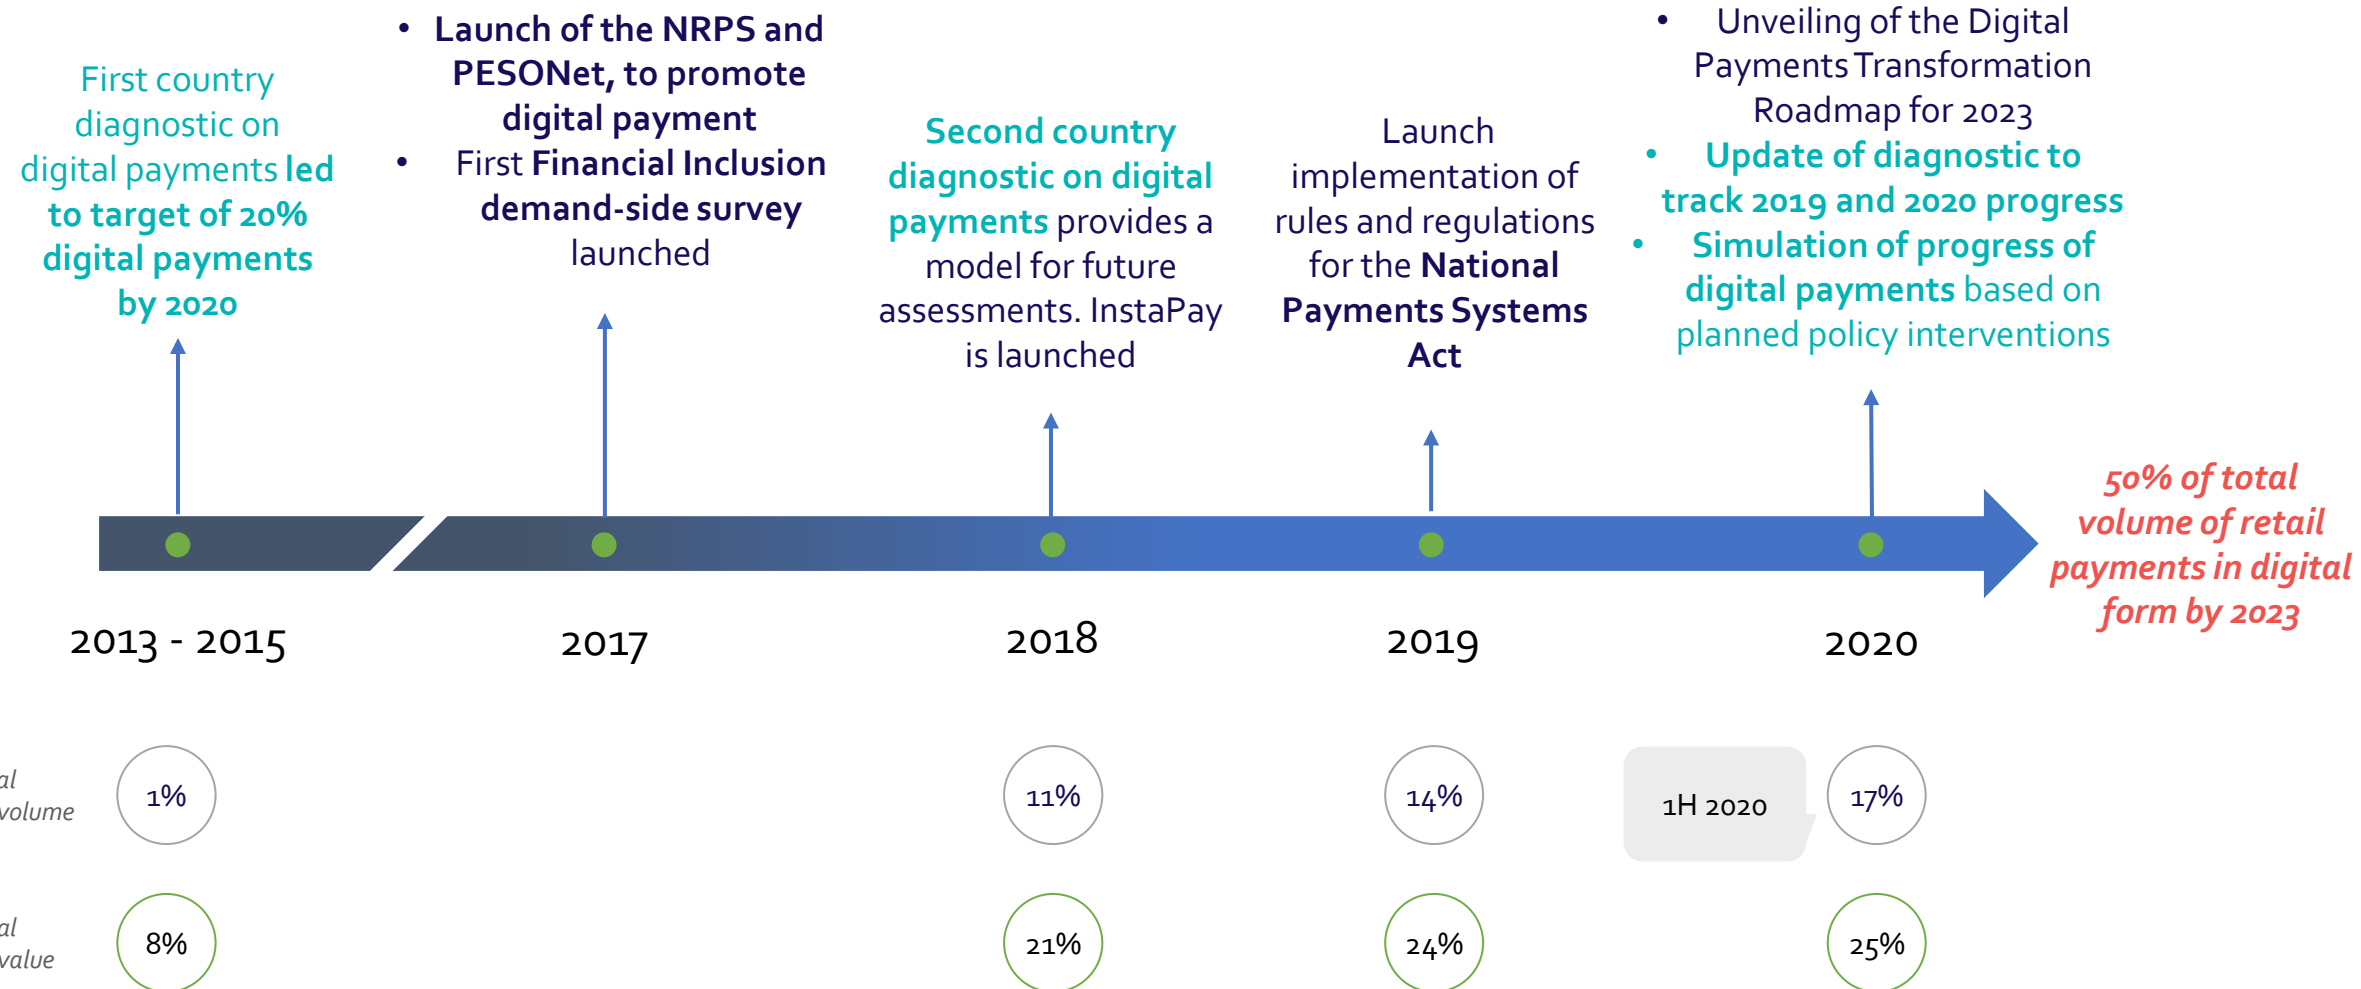 First country
diagnostic on
digital payments led
to target of 20%
digital payments
by 2020
• Launch of the NRPS and
PESONet, to promote
digital payment
• First Financial Inclusion
demand-side survey
launched
Second country
diagnostic on digital
payments provides a
model for future
assessments. InstaPay
is launched
Launch
implementation of
rules and regulations
for the National
Payments Systems
Act
• Unveiling of the Digital
Payments Transformation
Roadmap for 2023
• Update of diagnostic to
track 2019 and 2020 progress
• Simulation of progress of
digital payments based on
planned policy interventions
50% of total
volume of retail
payments in digital
form by 2023
2013 - 2015
2017
2018
2019
2020
volume
1%
11%
14%
1H 2020
17%
value
8%
21%
24%
25%